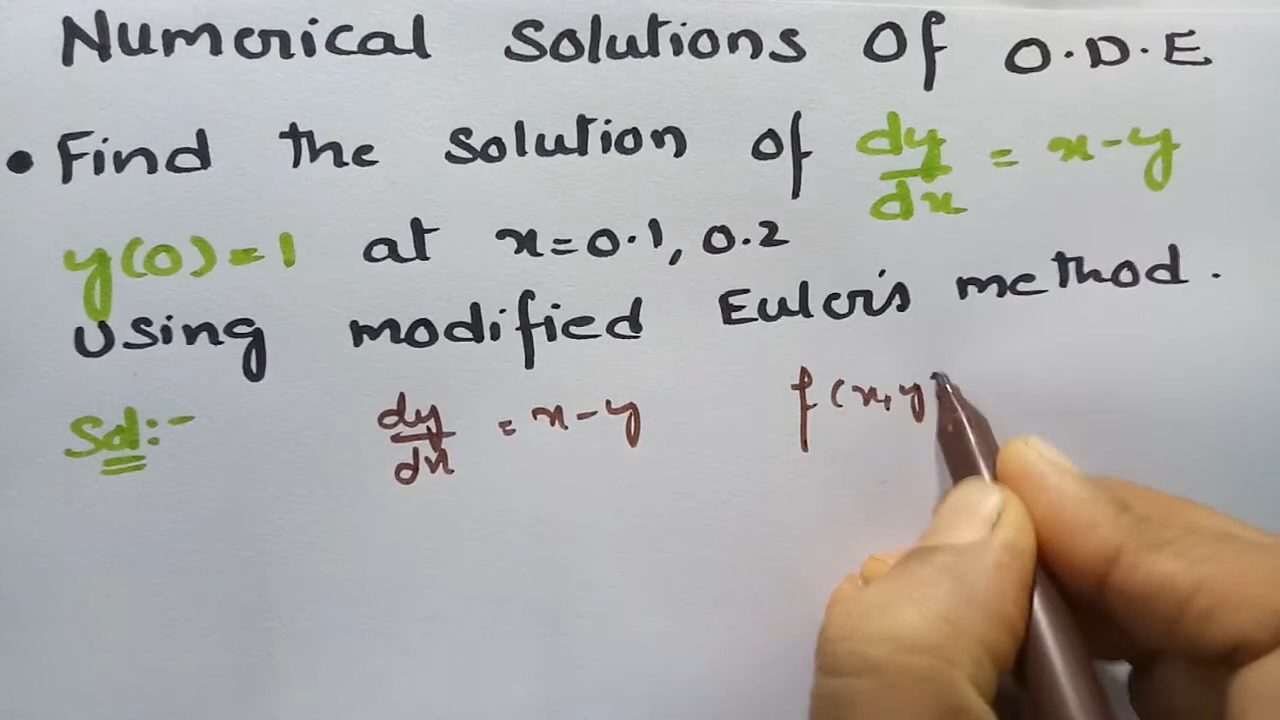 Numerical Solutions Of O.D.E
• Find the solution of dy/dx = x-y
y(0)=1 at x=0.1, 0.2
Using modified Euler's method.
Sol:- dy/dx = x-y f(x,y